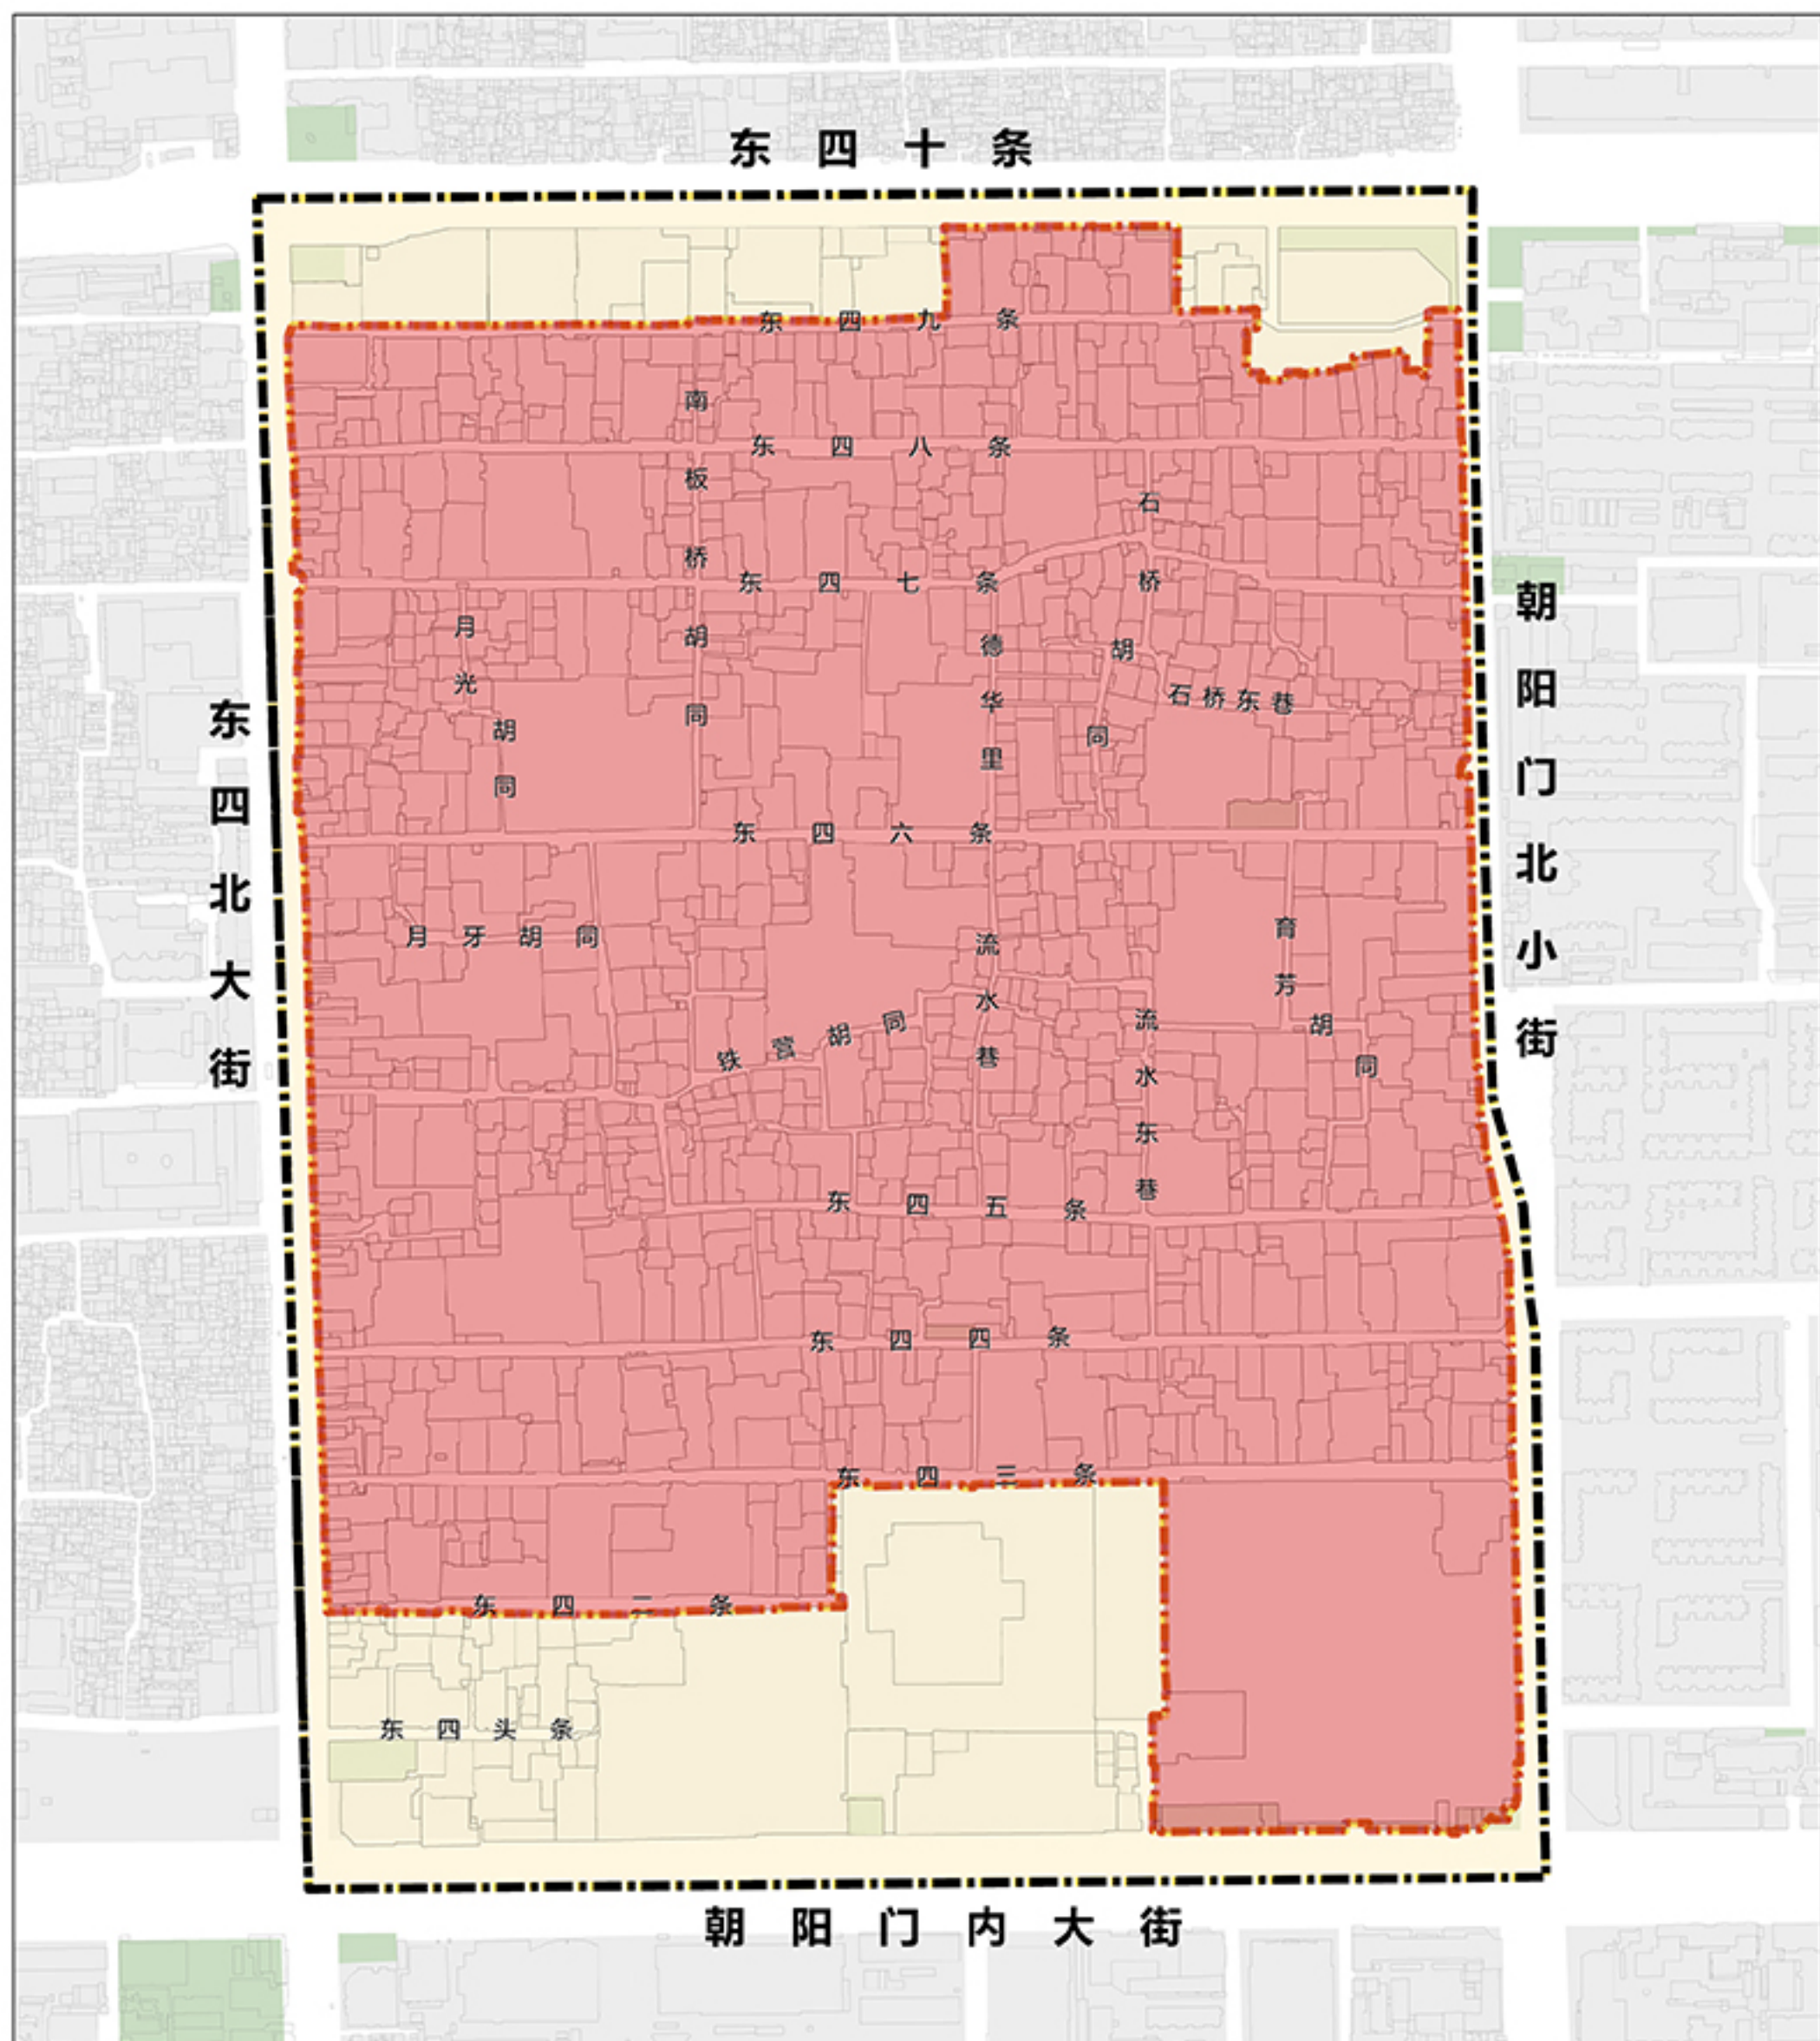 东四十条
东四九条
南板桥胡同
东四八条
石桥胡同
东四七条
月光胡同
德华里
石桥东巷
东四北大街
朝阳门北小街
东四六条
月牙胡同
流水巷
育芳胡同
铁营胡同
流水东巷
东四五条
东四四条
东四三条
东四二条
东四头条
朝阳门内大街